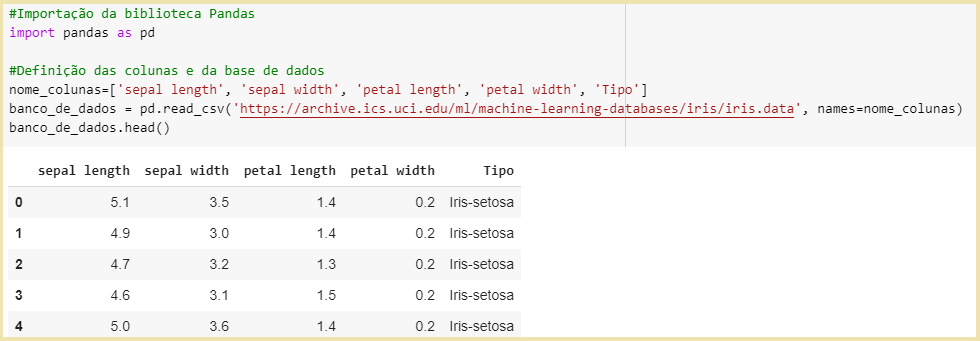 #Importação da biblioteca Pandas
import pandas as pd
#Definição das colunas e da base de dados
nome_colunas=['sepal length', 'sepal width', 'petal length', 'petal width', 'Tipo']
banco_de_dados = pd.read_csv('https://archive.ics.uci.edu/ml/machine-learning-databases/iris/iris.data', names=nome_colunas)
banco_de_dados.head()
sepal length sepal width petal length petal width Tipo
0 5.1 3.5 1.4 0.2 Iris-setosa
1 4.9 3.0 1.4 0.2 Iris-setosa
2 4.7 3.2 1.3 0.2 Iris-setosa
3 4.6 3.1 1.5 0.2 Iris-setosa
4 5.0 3.6 1.4 0.2 Iris-setosa